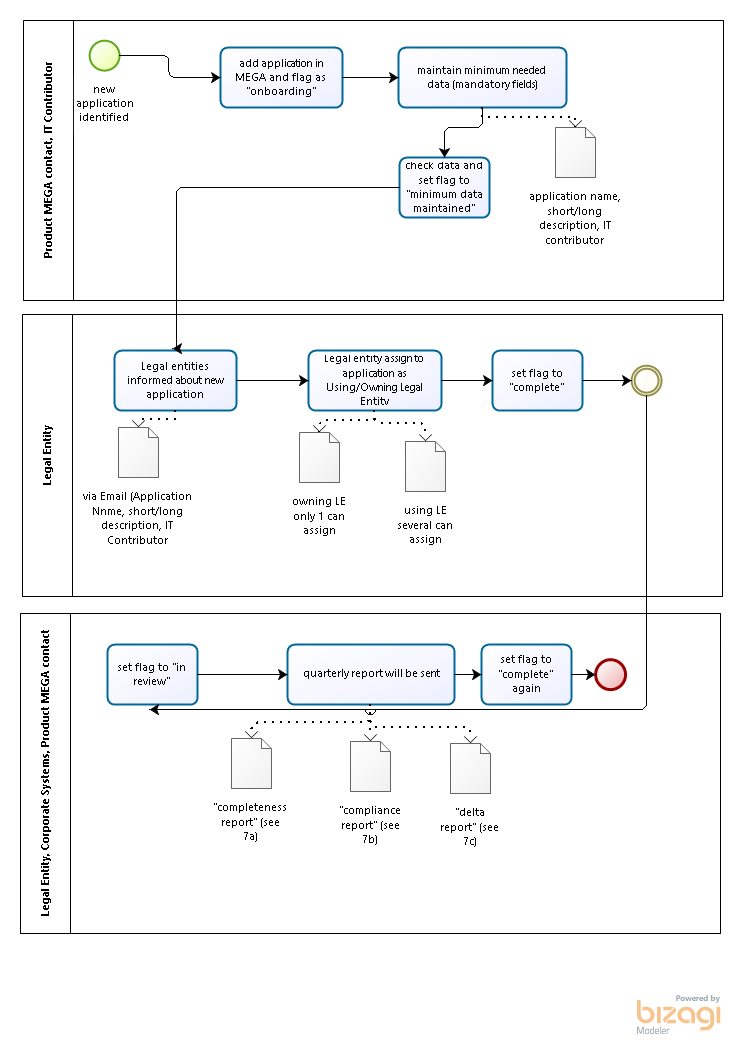 Product MEGA contact, IT Contributor
new
application
identified
add application in
MEGA and flag as
"onboarding"
maintain minimum needed
data (mandatory fields)
check data and
set flag to
"minimum data
maintained"
application name,
short/long
description, IT
contributor
Legal Entity
Legal entities
informed about new
application
Legal entity assign to
application as
Using/Owning Legal
Entity
set flag to
"complete"
via Email (Application
Nnme, short/long
description, IT
Contributor
owning LE
only 1 can
assign
using LE
several can
assign
Legal Entity, Corporate Systems, Product MEGA contact
set flag to "in
review"
quarterly report will be sent
set flag to
"complete"
again
"completeness
report" (see
7a)
"compliance
report" (see
7b)
"delta
report" (see
7c)
Powered by
bizagi
Modeler